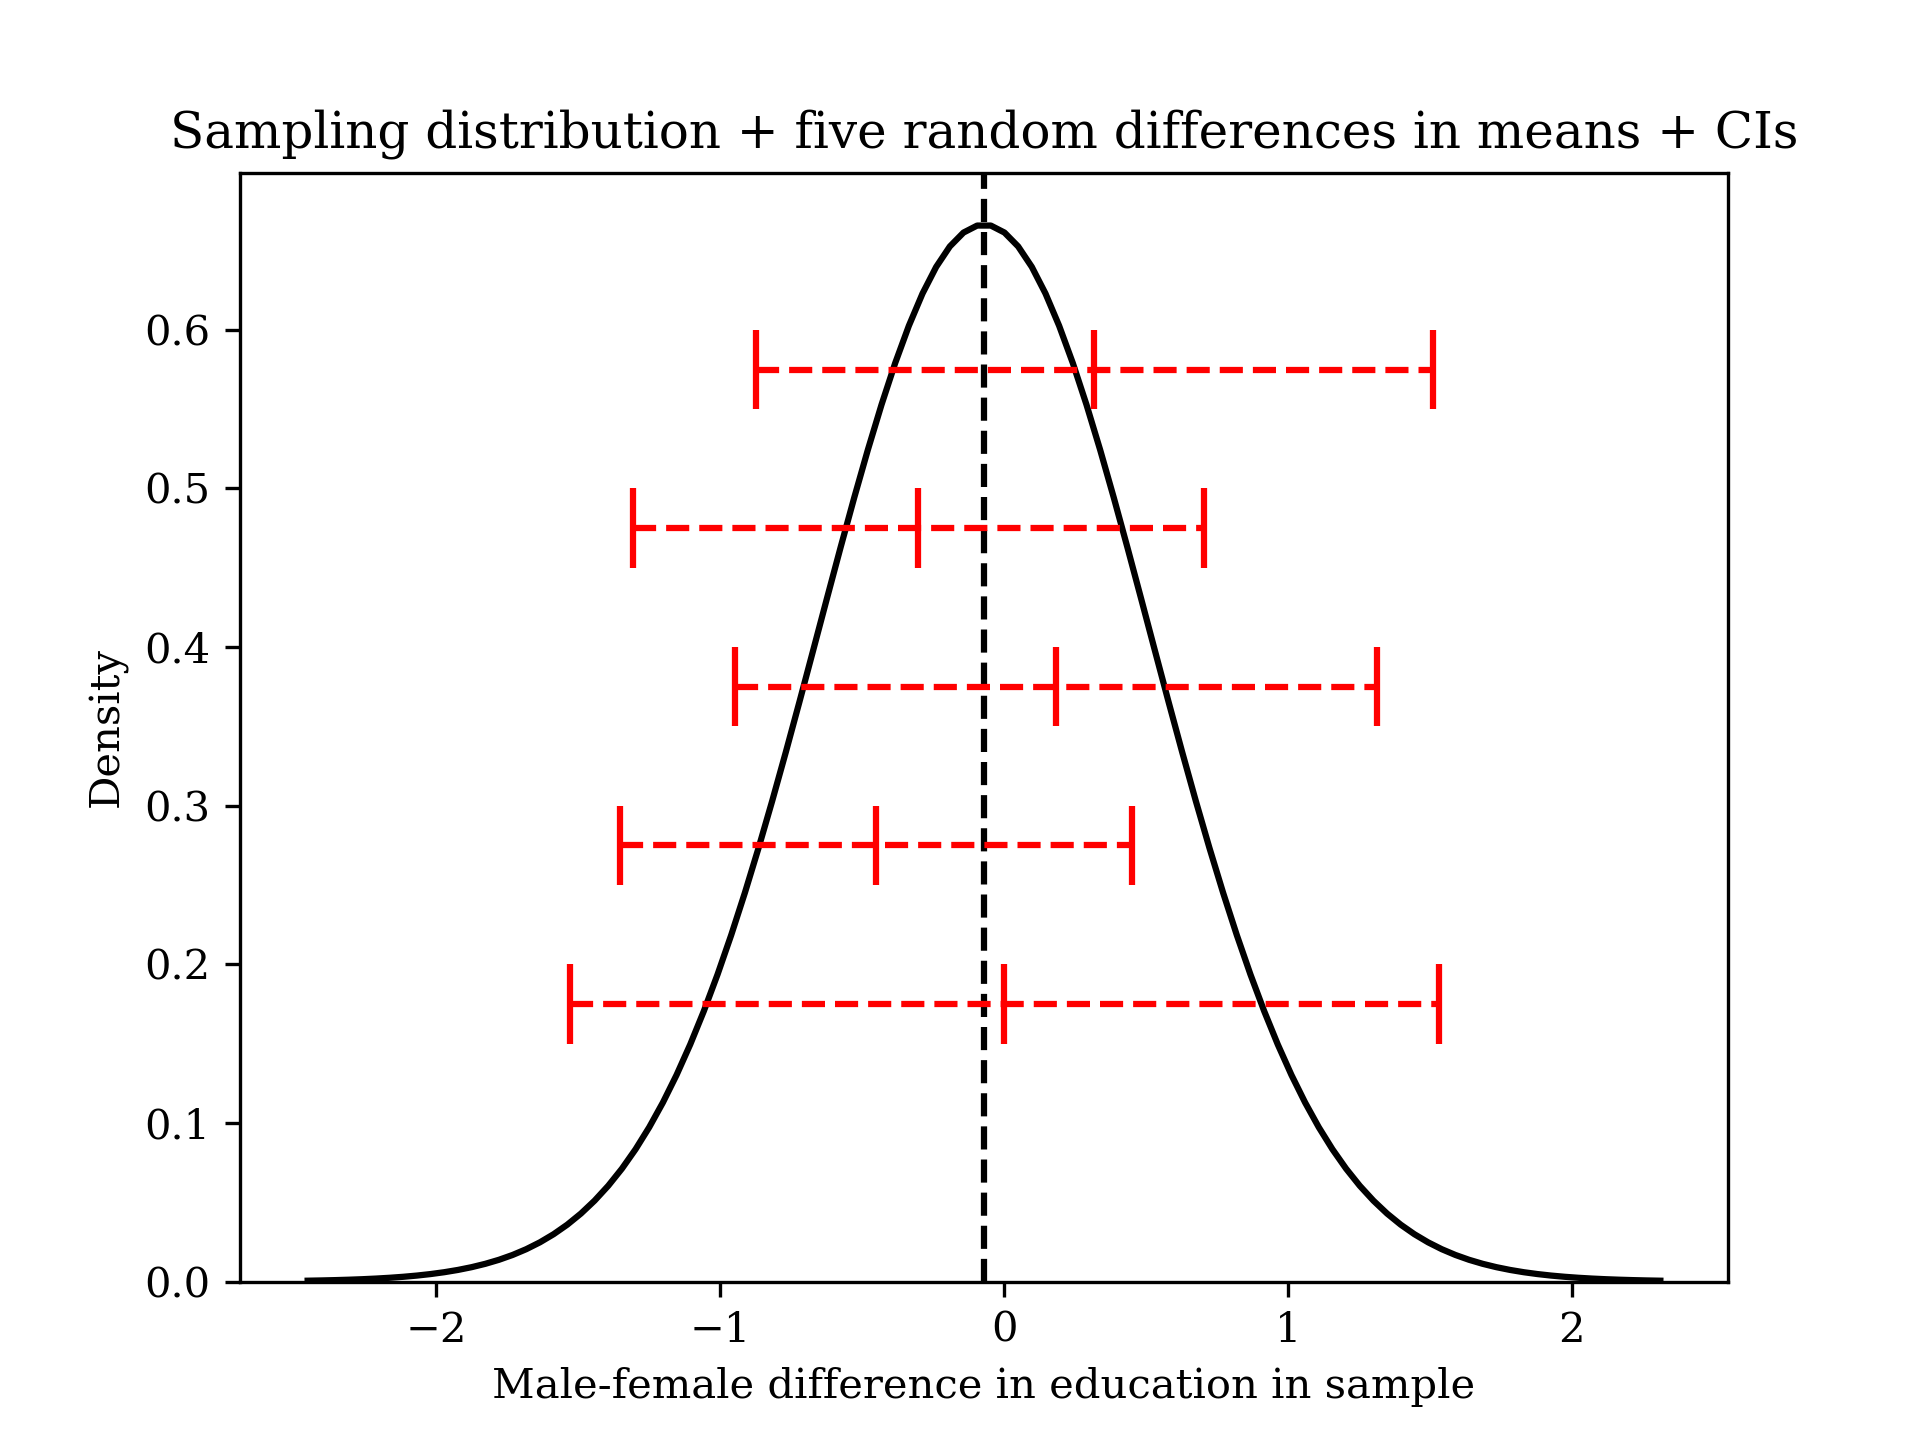 Sampling distribution + five random differences in means + CIs
Density
0.6
0.5
0.4
0.3
0.2
0.1
0.0
−2 −1 0 1 2
Male-female difference in education in sample